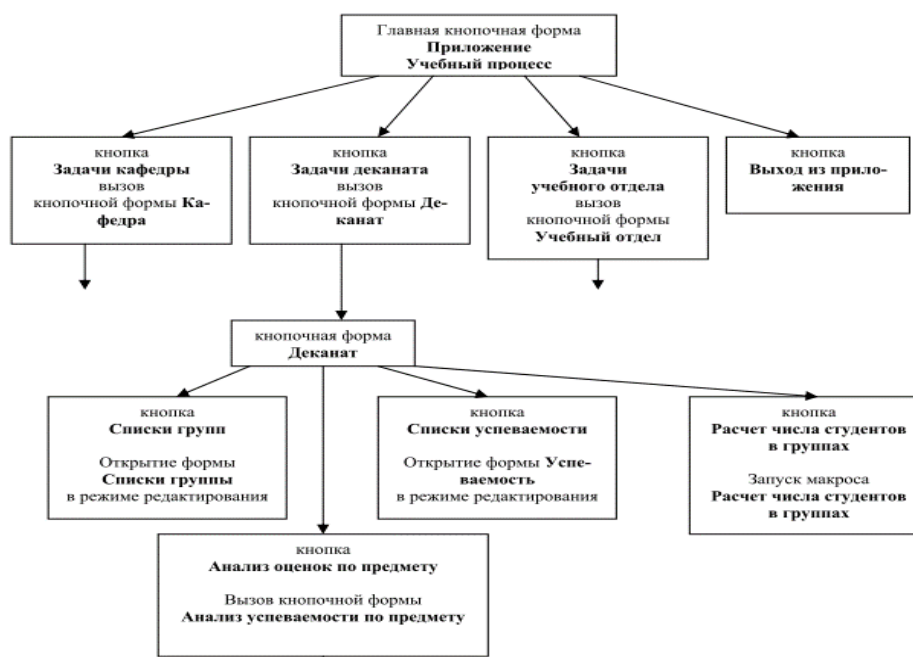 Главная кнопочная форма
Приложение
Учебный процесс
кнопка
Задачи кафедры
вызов
кнопочной формы Ка-
федра
кнопка
Задачи деканата
вызов
кнопочной формы Де-
канат
кнопка
Задачи
учебного отдела
вызов
кнопочной формы
Учебный отдел
кнопка
Выход из прило-
жения
кнопочная форма
Деканат
кнопка
Списки групп
Открытие формы
Списки группы
в режиме редактирования
кнопка
Списки успеваемости
Открытие формы Успе-
ваемость
в режиме редактирования
кнопка
Расчет числа студентов
в группах
Запуск макроса
Расчет числа студентов
в группах
кнопка
Анализ оценок по предмету
Вызов кнопочной формы
Анализ успеваемости по предмету